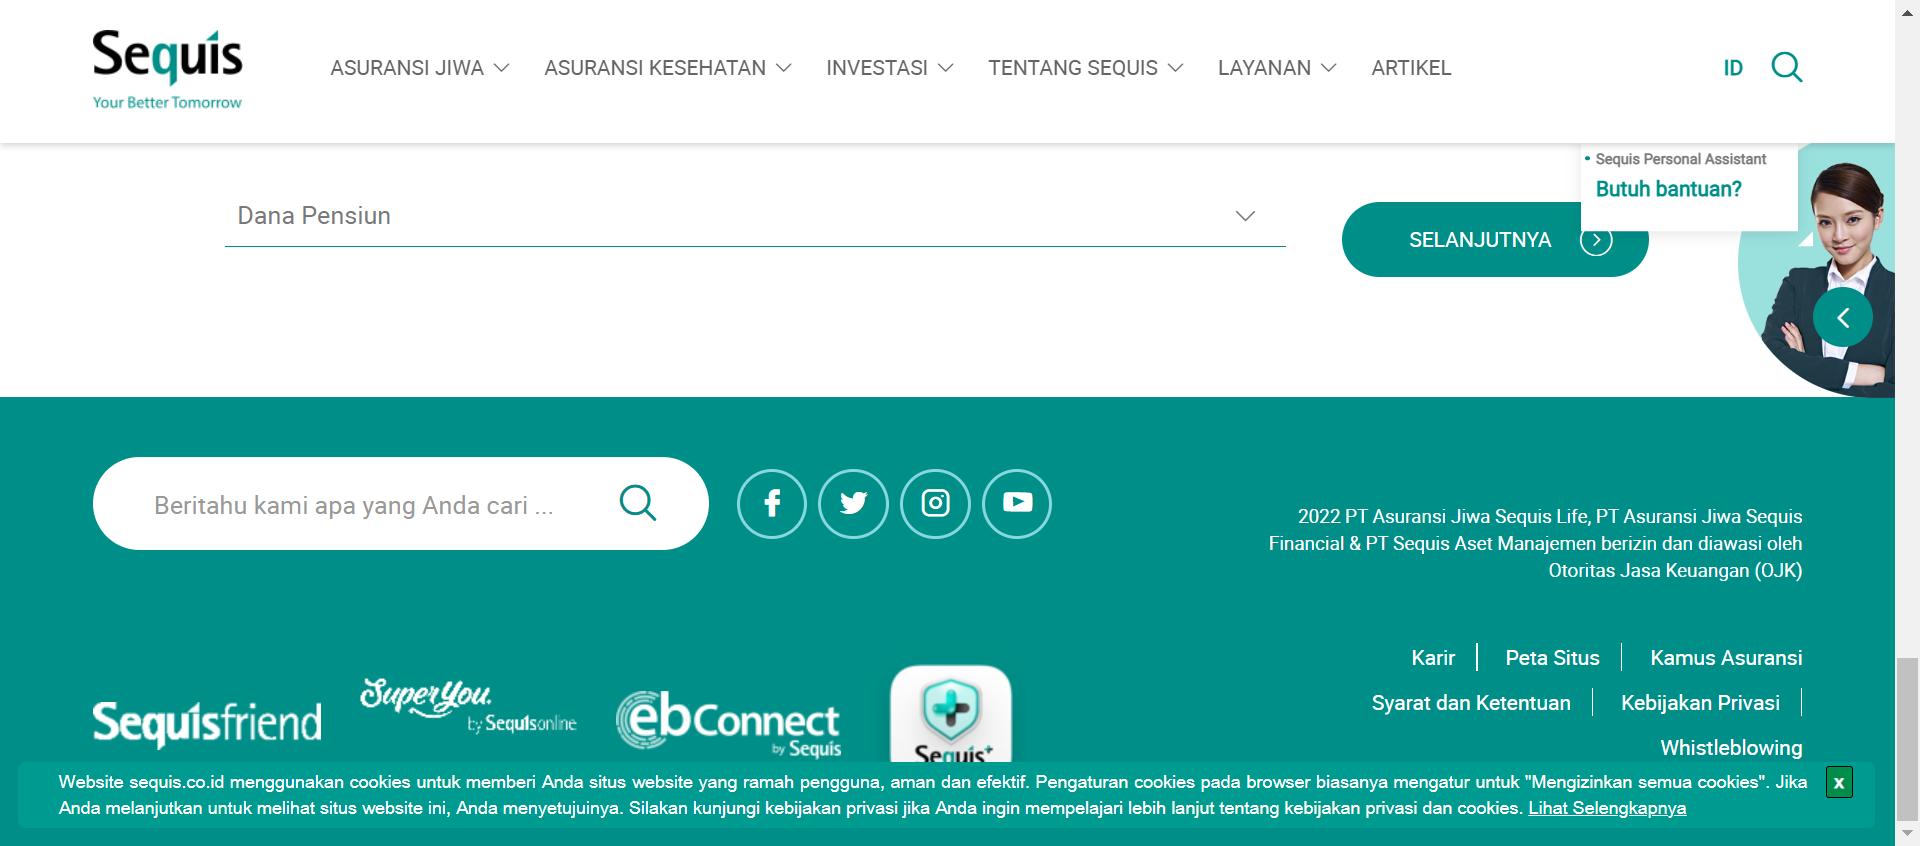 Sequis
Your Better Tomorrow
ASURANSI JIWA
ASURANSI KESEHATAN
INVESTASI
TENTANG SEQUIS
LAYANAN
ARTIKEL
ID
Sequis Personal Assistant
Butuh bantuan?
Dana Pensiun
SELANJUTNYA
Beritahu kami apa yang Anda cari ...
2022 PT Asuransi Jiwa Sequis Life, PT Asuransi Jiwa Sequis
Financial & PT Sequis Aset Manajemen berizin dan diawasi oleh
Otoritas Jasa Keuangan (OJK)
Karir
Peta Situs
Kamus Asuransi
Syarat dan Ketentuan
Kebijakan Privasi
Whistleblowing
Sequisfriend
SuperYou.
by Sequisonline
ebConnect
by Sequis
Sequis+
Website sequis.co.id menggunakan cookies untuk memberi Anda situs website yang ramah pengguna, aman dan efektif. Pengaturan cookies pada browser biasanya mengatur untuk "Mengizinkan semua cookies". Jika
Anda melanjutkan untuk melihat situs website ini, Anda menyetujuinya. Silakan kunjungi kebijakan privasi jika Anda ingin mempelajari lebih lanjut tentang kebijakan privasi dan cookies. Lihat Selengkapnya
x